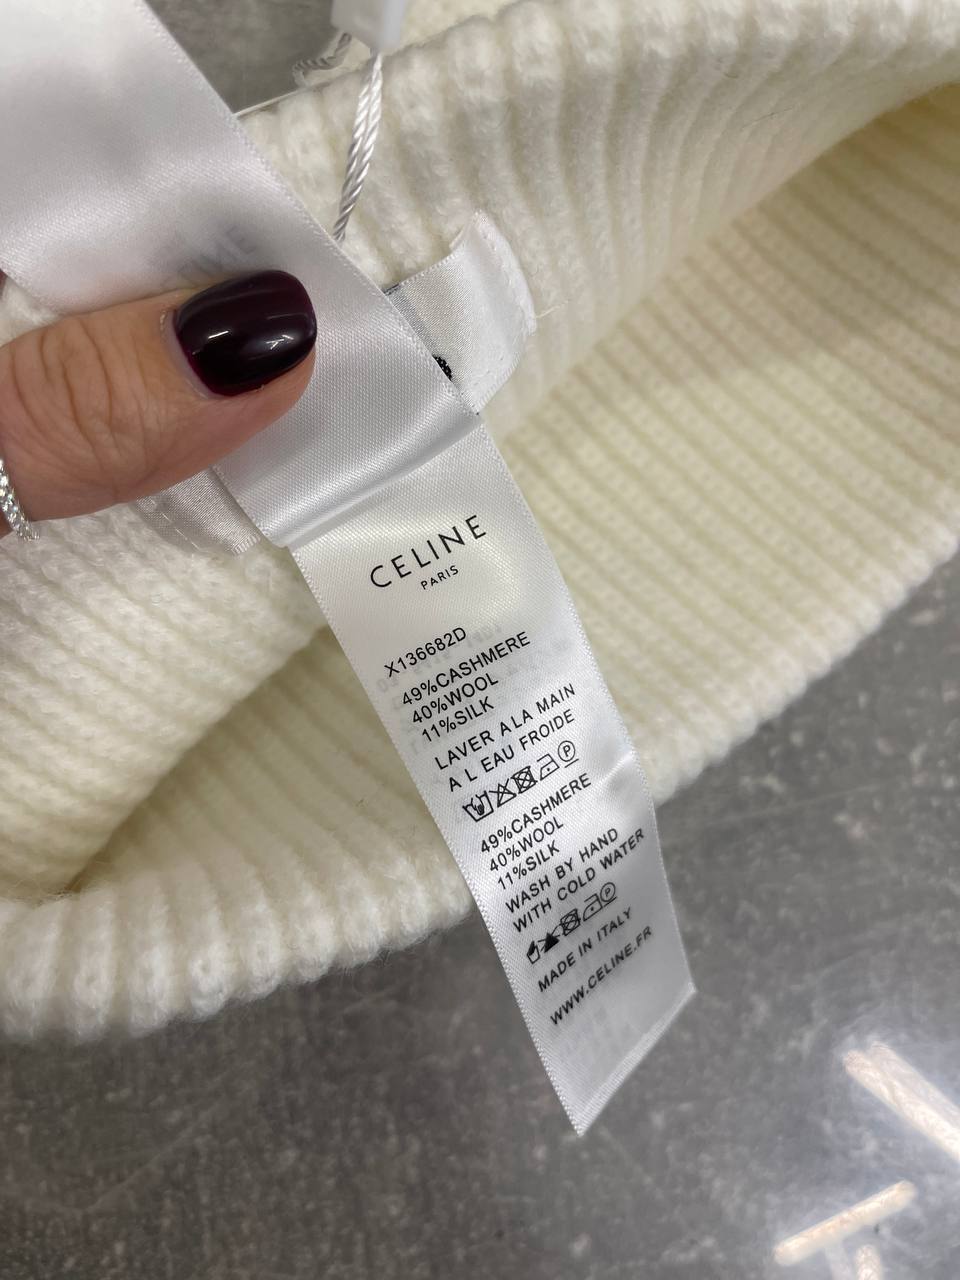 CELINE
PARIS
X136682D
49%CASHMERE
40%WOOL
11%SILK
LAVER A LA MAIN
A L EAU FROIDE
49%CASHMERE
40%WOOL
11%SILK
WASH BY HAND
WITH COLD WATER
MADE IN ITALY
WWW.CELINE.FR